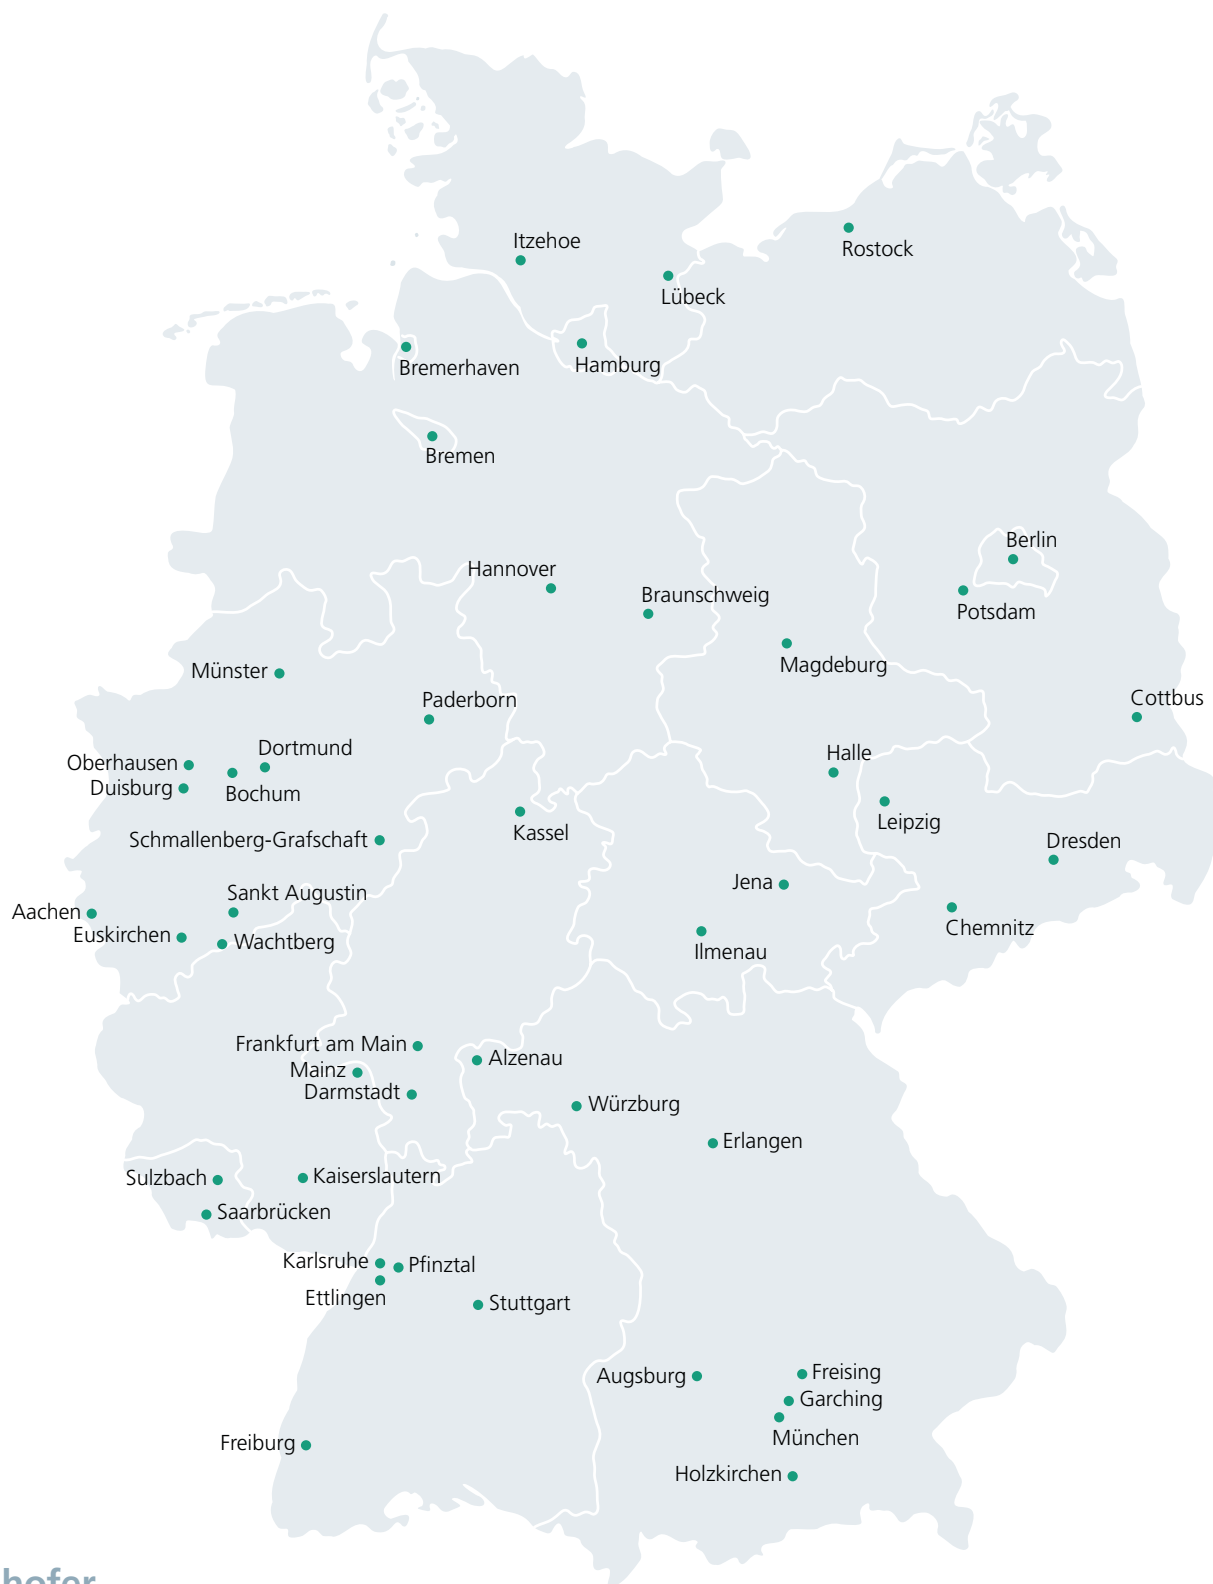 Itzehoe
Rostock
Lübeck
Bremerhaven
Hamburg
Bremen
Berlin
Hannover
Braunschweig
Potsdam
Magdeburg
Münster
Paderborn
Cottbus
Dortmund
Oberhausen
Halle
Duisburg
Bochum
Leipzig
Kassel
Schmallenberg-Grafschaft
Dresden
Jena
Sankt Augustin
Aachen
Chemnitz
Euskirchen
Wachtberg
Ilmenau
Frankfurt am Main
Alzenau
Mainz
Darmstadt
Würzburg
Erlangen
Sulzbach
Kaiserslautern
Saarbrücken
Karlsruhe
Pfinztal
Ettlingen
Stuttgart
Freising
Augsburg
Garching
München
Freiburg
Holzkirchen
hofer